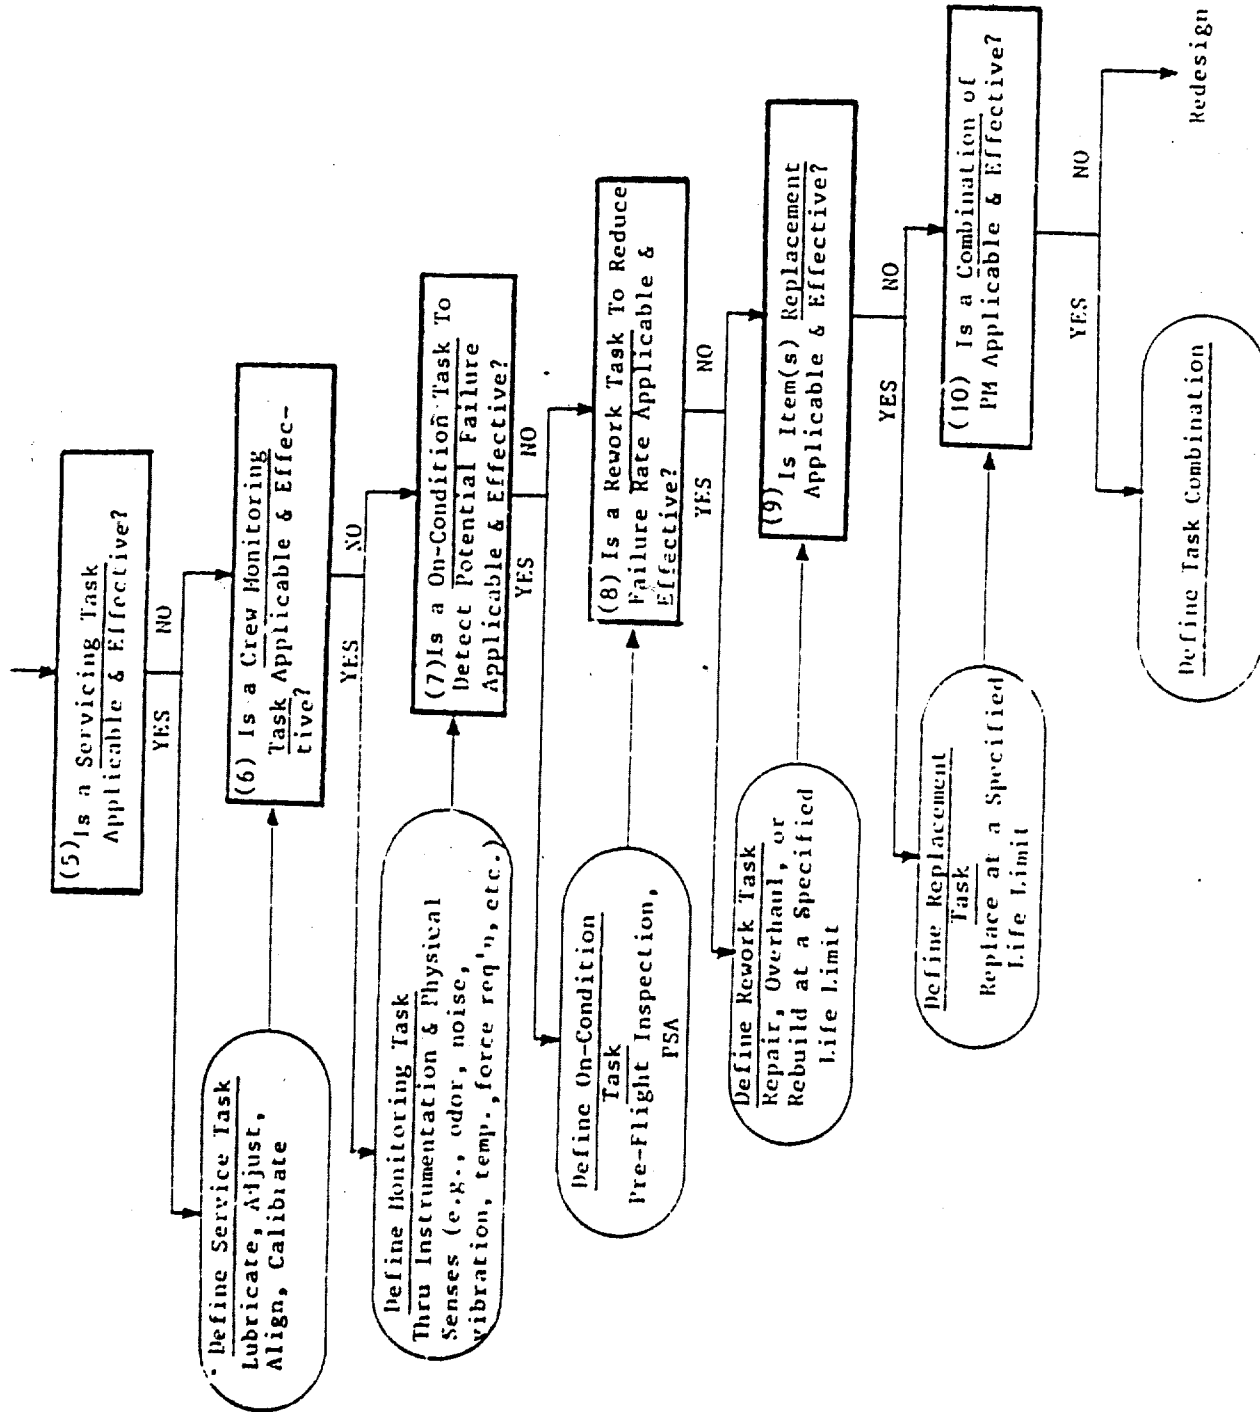 (5) Is a Servicing Task
Applicable & Effective?
YES
NO
Define Service Task
Lubricate, Adjust,
Align, Calibrate
(6) Is a Crew Monitoring
Task Applicable & Effec-
tive?
YES
NO
Define Monitoring Task
Thru Instrumentation & Physical
Senses (e.g., odor, noise,
vibration, temp., force req'n, etc.)
(7) Is a On-Condition Task To
Detect Potential Failure
Applicable & Effective?
YES
NO
Define On-Condition
Task
Pre-Flight Inspection,
PSA
(8) Is a Rework Task To Reduce
Failure Rate Applicable &
Effective?
YES
NO
Define Rework Task
Repair, Overhaul, or
Rebuild at a Specified
Life Limit
(9) Is Item(s) Replacement
Applicable & Effective?
YES
NO
Define Replacement
Task
Replace at a Specified
Life Limit
(10) Is a Combination of
PM Applicable & Effective?
YES
NO
Define Task Combination
Redesign